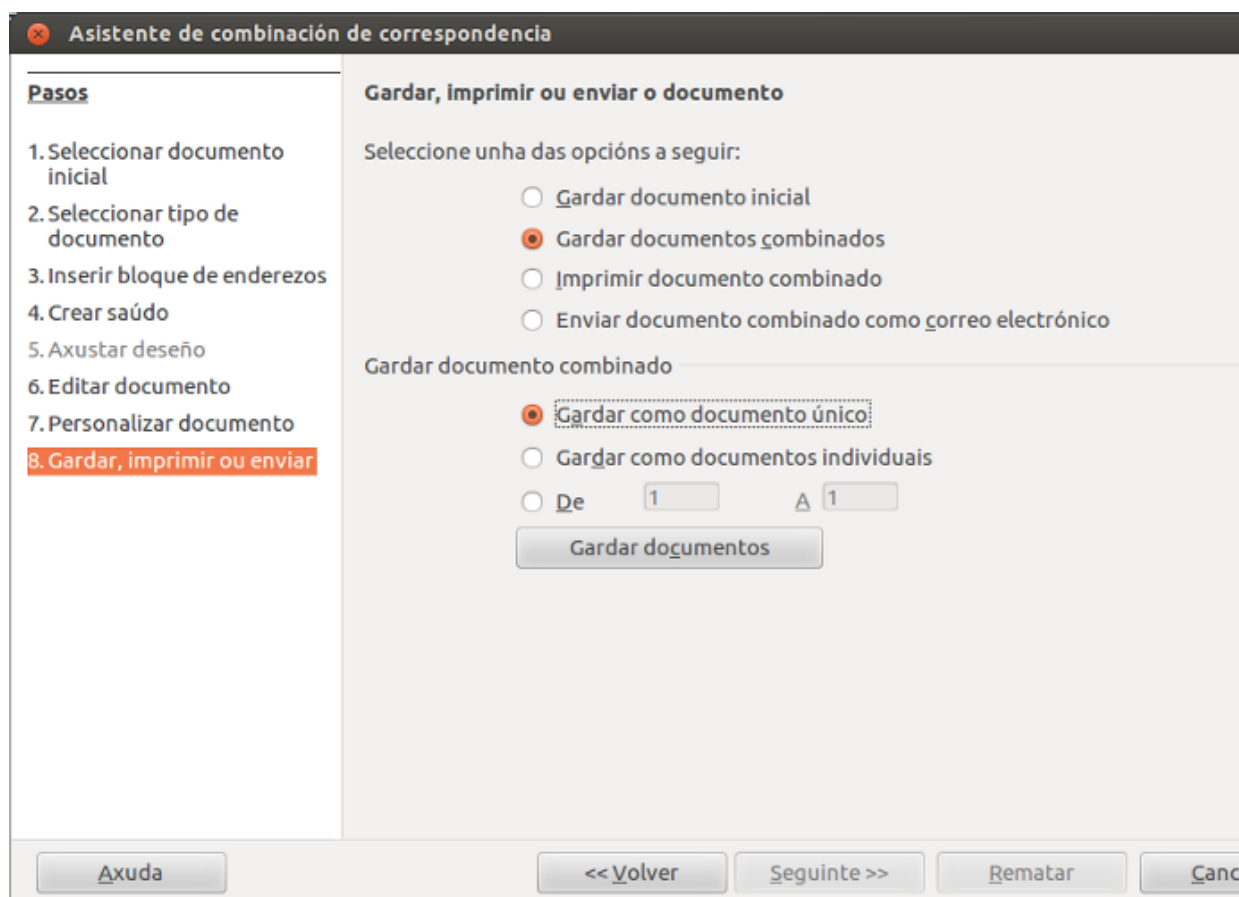 Asistente de combinación de correspondencia
Pasos
1. Seleccionar documento
inicial
2. Seleccionar tipo de
documento
3. Inserir bloque de enderezos
4. Crear saúdo
5. Axustar deseño
6. Editar documento
7. Personalizar documento
8. Gardar, imprimir ou enviar
Gardar, imprimir ou enviar o documento
Seleccione unha das opcións a seguir:
Gardar documento inicial
Gardar documentos combinados
Imprimir documento combinado
Enviar documento combinado como correo electrónico
Gardar documento combinado
Gardar como documento único
Gardar como documentos individuais
De 1 A 1
Gardar documentos
Axuda << Volver Seguinte >> Rematar Canc